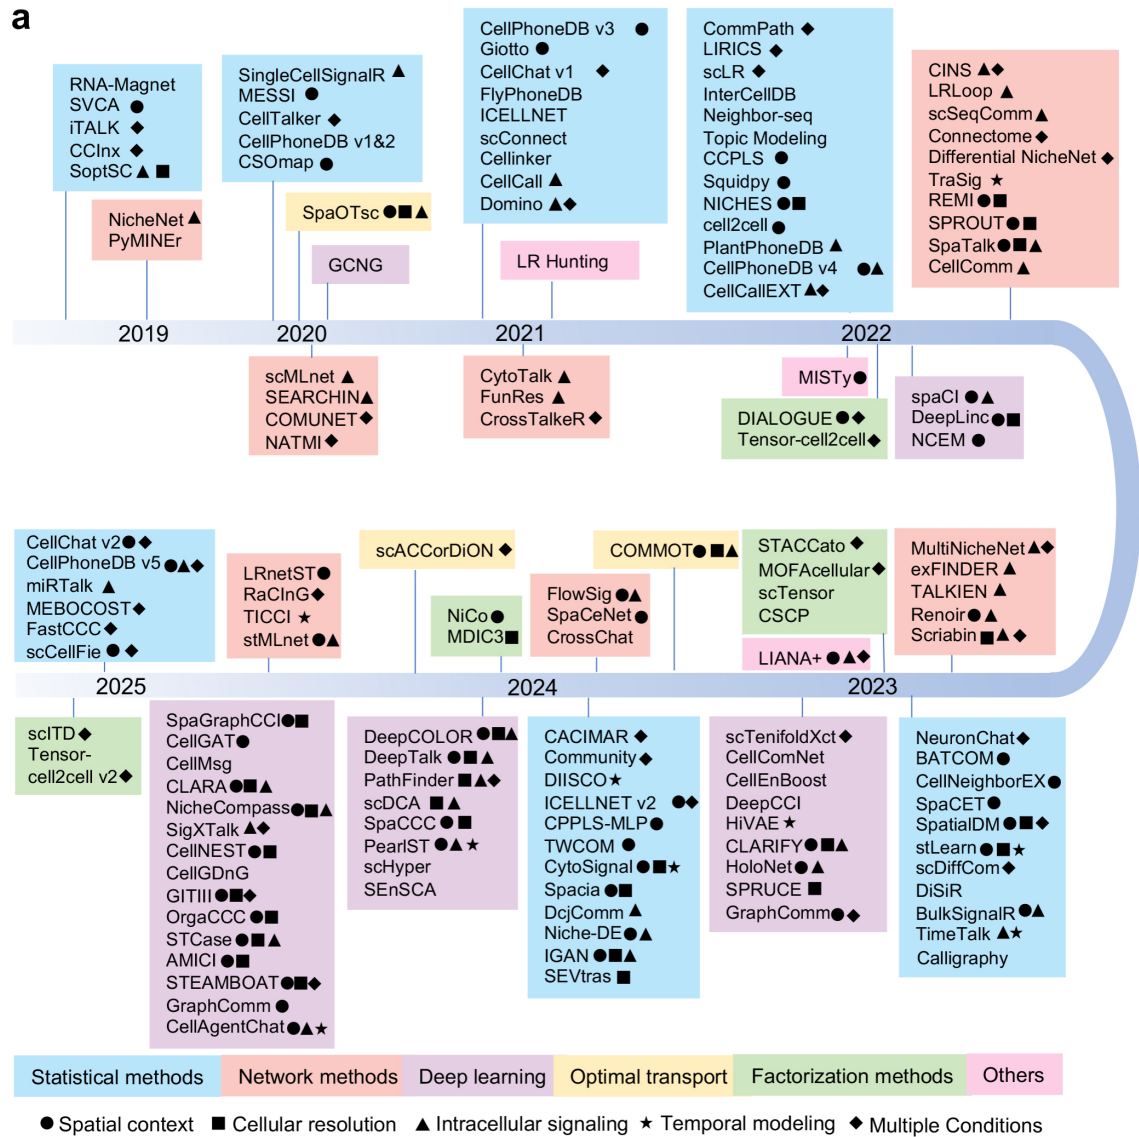 a
RNA-Magnet
SVCA ●
iTALK ◆
CCInx ◆
SoptSC ▲ ■
NicheNet ▲
PyMINEr
SingleCellSignalR ▲
MESSI ●
CellTalker ◆
CellPhoneDB v1&2
CSOmap ●
SpaOTsc ● ■ ▲
GCNG
CellPhoneDB v3 ●
Giotto ●
CellChat v1 ◆
FlyPhoneDB
ICELLNET
scConnect
Cellinker
CellCall ▲
Domino ▲ ◆
LR Hunting
CommPath ◆
LIRICS ◆
scLR ◆
InterCellDB
Neighbor-seq
Topic Modeling
CCPLS ●
Squidpy ●
NICHES ● ■
cell2cell ●
PlantPhoneDB ▲
CellPhoneDB v4 ● ▲
CellCallEXT ▲ ◆
CINS ▲ ◆
LRLoop ▲
scSeqComm ▲
Connectome ◆
Differential NicheNet ◆
TraSig ★
REMI ● ■
SPROUT ● ■
SpaTalk ● ■ ▲
CellComm ▲
2019
2020
2021
2022
scMLnet ▲
SEARCHIN ▲
COMUNET ◆
NATMI ◆
CytoTalk ▲
FunRes ▲
CrossTalkeR ◆
MISTy ●
DIALOGUE ● ◆
Tensor-cell2cell ◆
spaCI ● ▲
DeepLinc ● ■
NCEM ●
CellChat v2 ● ◆
CellPhoneDB v5 ● ▲ ◆
miRTalk ▲
MEBOCOST ◆
FastCCC ◆
scCellFie ● ◆
LRnetST ●
RaCInG ◆
TICCI ★
stMLnet ● ▲
scACCorDiON ◆
NiCo ●
MDIC3 ■
COMMOT ● ■ ▲
FlowSig ● ▲
SpaCeNet ●
CrossChat
STACCato ◆
MOFAcellular ◆
scTensor
CSCP
LIANA+ ● ▲ ◆
MultiNicheNet ▲ ◆
exFINDER ▲
TALKIEN ▲
Renoir ● ▲
Scriabin ■ ▲ ◆
2025
2024
2023
scITD ◆
Tensor-
cell2cell v2 ◆
SpaGraphCCI ● ■
CellGAT ●
CellMsg
CLARA ● ■ ▲
NicheCompass ● ■ ▲
SigXTalk ▲ ◆
CellNEST ● ■
CellGDnG
GITIII ● ■ ◆
OrgaCCC ● ■
STCase ● ■ ▲
AMICI ● ■
STEAMBOAT ● ■ ◆
GraphComm ●
CellAgentChat ● ▲ ★
DeepCOLOR ● ■ ▲
DeepTalk ● ■ ▲
PathFinder ■ ▲ ◆
scDCA ■ ▲
SpaCCC ● ■
PearlST ● ▲ ★
scHyper
SEnSCA
CACIMAR ◆
Community ◆
DIISCO ★
ICELLNET v2 ● ◆
CPPLS-MLP ●
TWCOM ●
CytoSignal ● ■ ★
Spacia ● ■
DcjComm ▲
Niche-DE ● ▲
IGAN ● ■ ▲
SEVtras ■
scTenifoldXct ◆
CellComNet
CellEnBoost
DeepCCI
HiVAE ★
CLARIFY ● ■ ▲
HoloNet ● ▲
SPRUCE ■
GraphComm ● ◆
NeuronChat ◆
BATCOM ●
CellNeighborEX ●
SpaCET ●
SpatialDM ● ■ ◆
stLearn ● ■ ★
scDiffCom ◆
DiSiR
BulkSignalR ● ▲
TimeTalk ▲ ★
Calligraphy
Statistical methods
Network methods
Deep learning
Optimal transport
Factorization methods
Others
● Spatial context ■ Cellular resolution ▲ Intracellular signaling ★ Temporal modeling ◆ Multiple Conditions